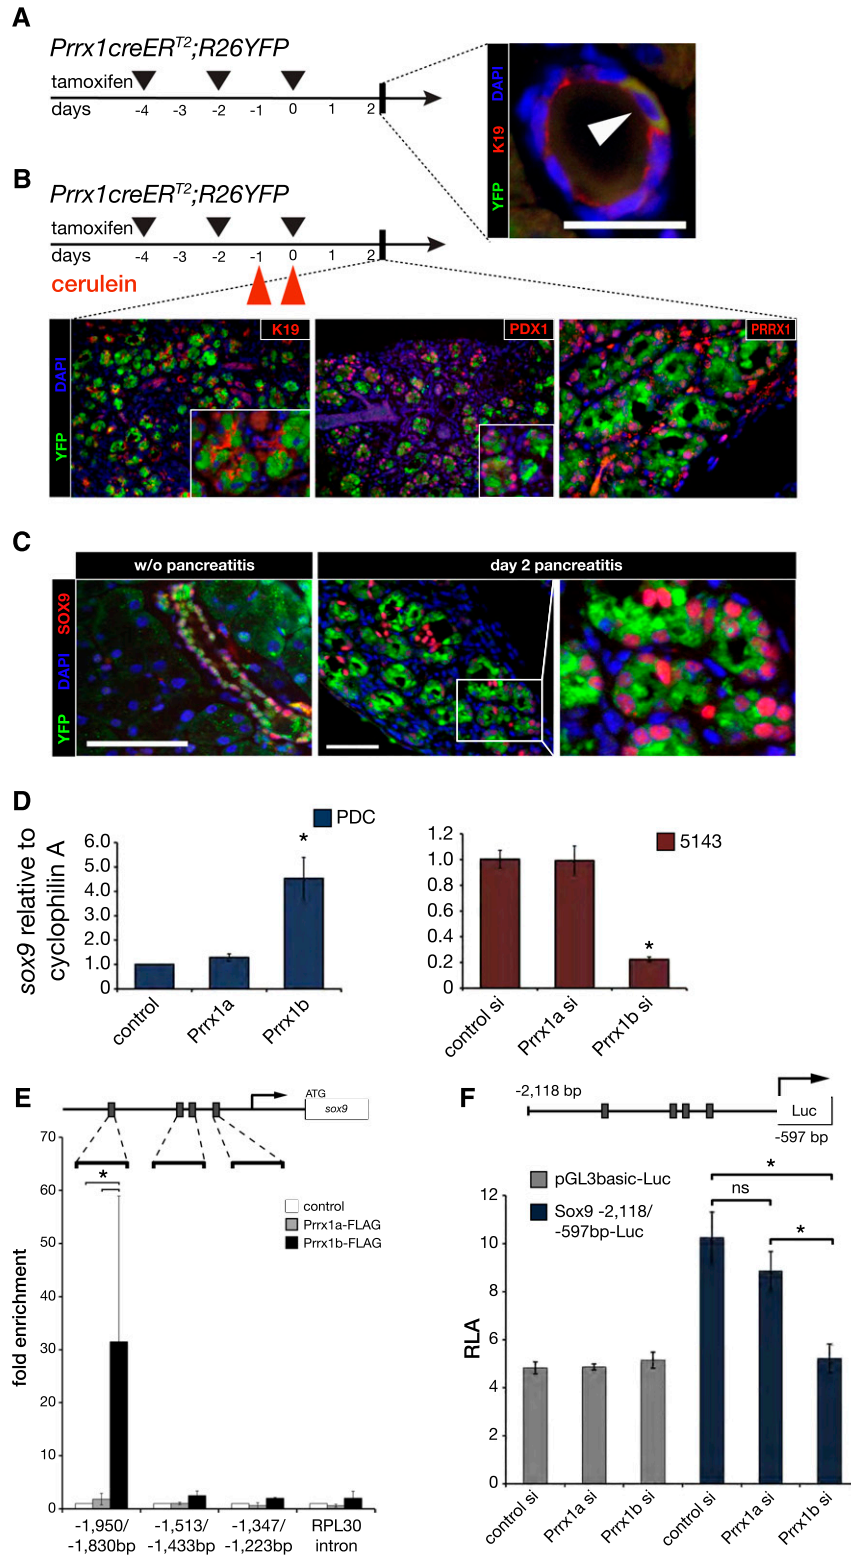 A
Prrx1creERT2;R26YFP
tamoxifen
days -4 -3 -2 -1 0 1 2
YFP K19 DAPI
B
Prrx1creERT2;R26YFP
tamoxifen
days -4 -3 -2 -1 0 1 2
cerulein
YFP DAPI
K19
PDX1
PRRX1
C
w/o pancreatitis
day 2 pancreatitis
YFP DAPI SOX9
D
sox9 relative to
cyclophilin A
PDC
*
6.0
5.0
4.0
3.0
2.0
1.0
0
control Prrx1a Prrx1b
5143
*
1.2
1.0
0.8
0.6
0.4
0.2
0
control si Prrx1a si Prrx1b si
E
ATG
sox9
fold enrichment
70
60
50
40
30
20
10
0
*
control
Prrx1a-FLAG
Prrx1b-FLAG
-1,950/
-1,830bp
-1,513/
-1,433bp
-1,347/
-1,223bp
RPL30
intron
F
-2,118 bp
Luc
-597 bp
pGL3basic-Luc
Sox9 -2,118/
-597bp-Luc
*
ns
*
RLA
12
10
8
6
4
2
0
control si Prrx1a si Prrx1b si control si Prrx1a si Prrx1b si